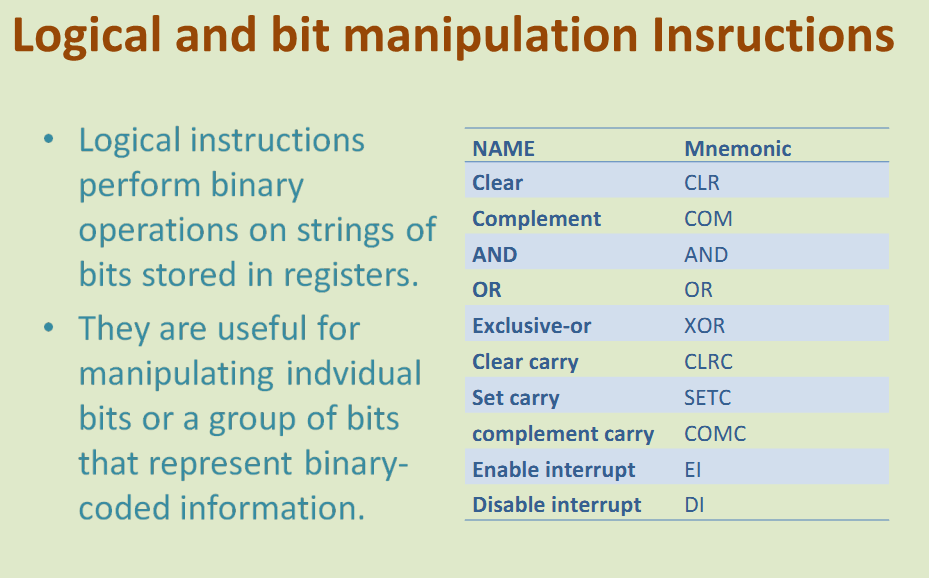 Logical and bit manipulation Insructions
• Logical instructions
perform binary
operations on strings of
bits stored in registers.
• They are useful for
manipulating indvidual
bits or a group of bits
that represent binary-
coded information.
NAME Mnemonic
Clear CLR
Complement COM
AND AND
OR OR
Exclusive-or XOR
Clear carry CLRC
Set carry SETC
complement carry COMC
Enable interrupt EI
Disable interrupt DI